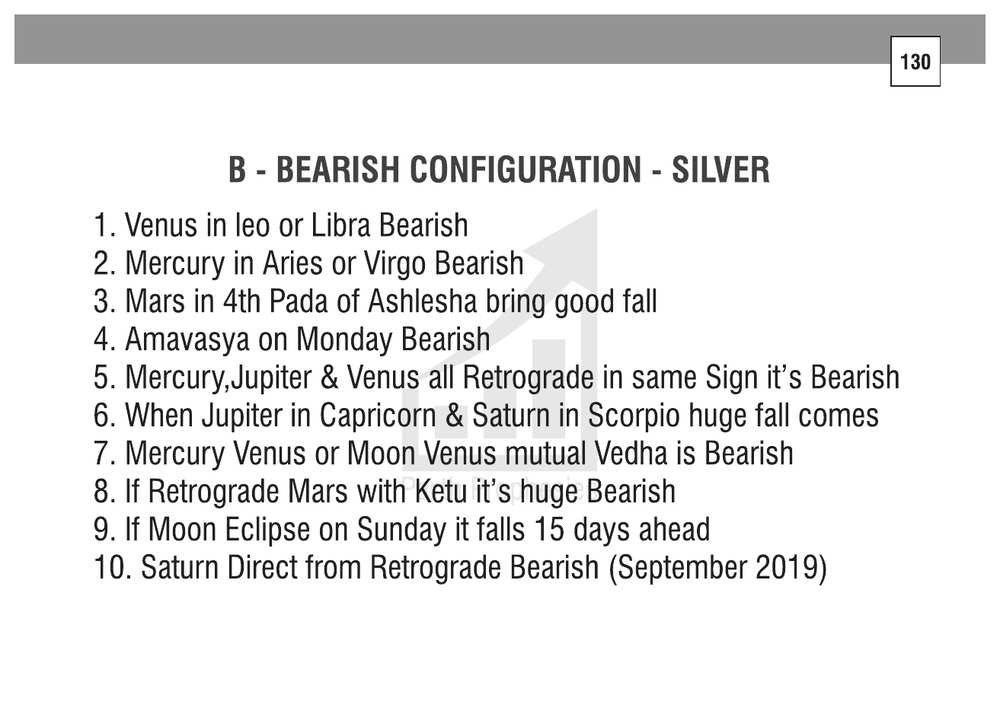 130
B - BEARISH CONFIGURATION - SILVER
1. Venus in leo or Libra Bearish
2. Mercury in Aries or Virgo Bearish
3. Mars in 4th Pada of Ashlesha bring good fall
4. Amavasya on Monday Bearish
5. Mercury,Jupiter & Venus all Retrograde in same Sign it's Bearish
6. When Jupiter in Capricorn & Saturn in Scorpio huge fall comes
7. Mercury Venus or Moon Venus mutual Vedha is Bearish
8. If Retrograde Mars with Ketu it's huge Bearish
9. If Moon Eclipse on Sunday it falls 15 days ahead
10. Saturn Direct from Retrograde Bearish (September 2019)